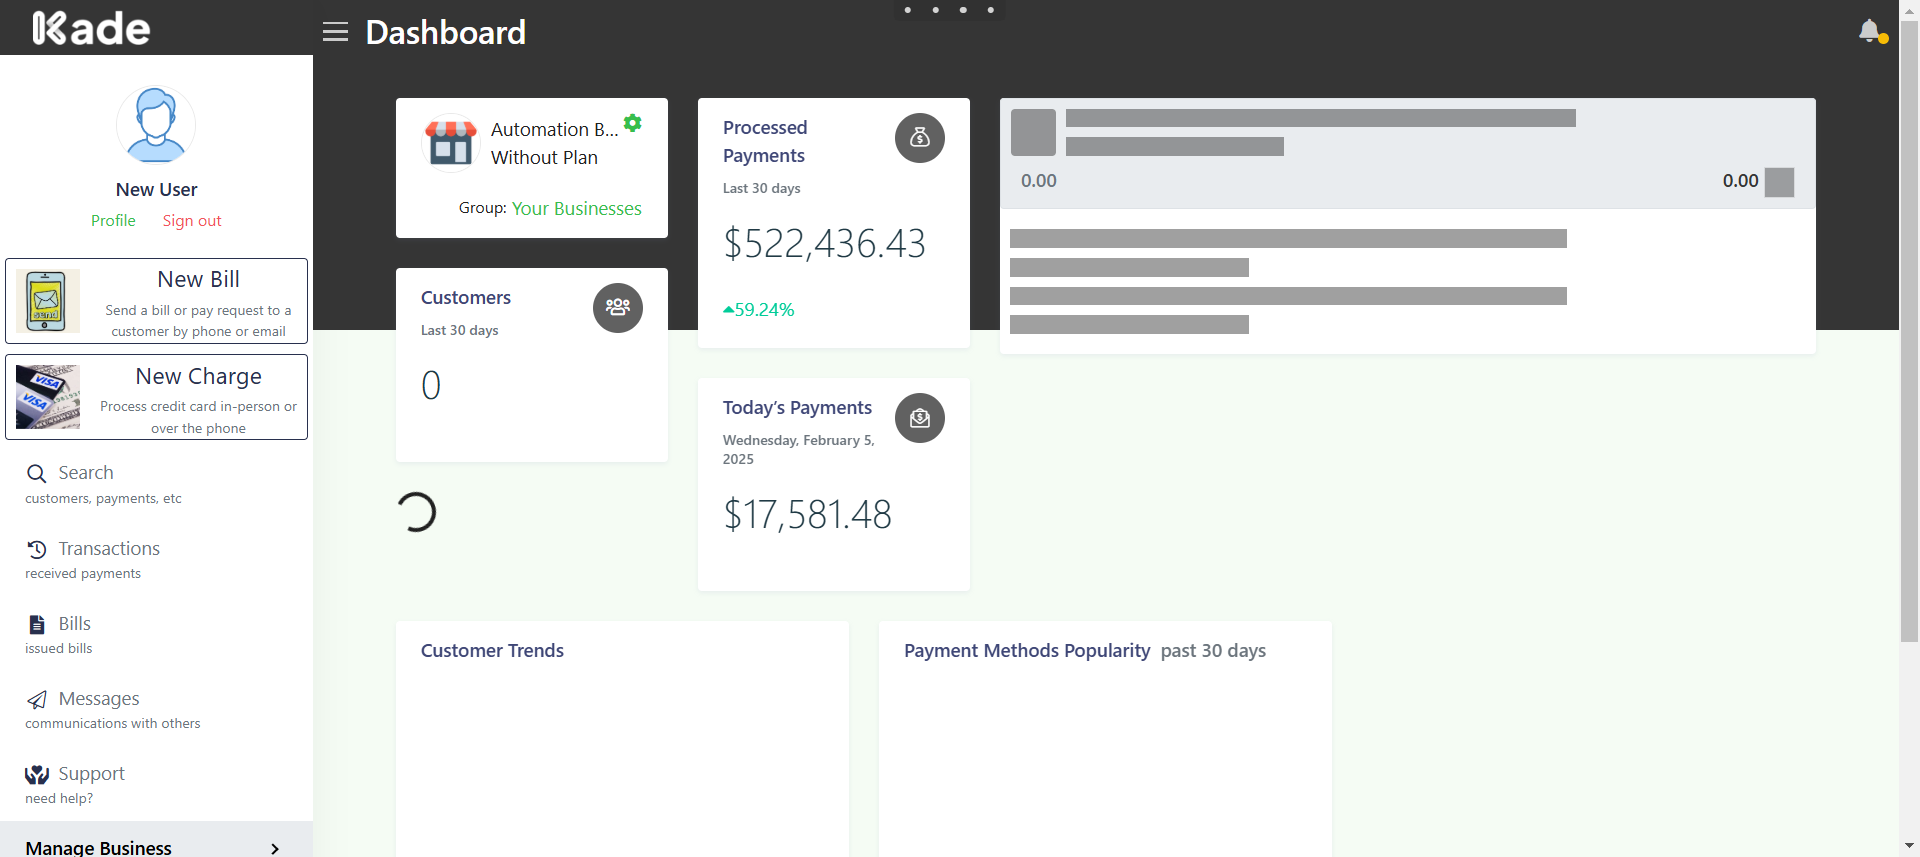 Kade
Dashboard
New User
Profile
Sign out
New Bill
Send a bill or pay request to a
customer by phone or email
New Charge
Process credit card in-person or
over the phone
Search
customers, payments, etc
Transactions
received payments
Bills
issued bills
Messages
communications with others
Support
need help?
Manage Business
Automation B...
Without Plan
Group: Your Businesses
Customers
Last 30 days
0
Processed
Payments
Last 30 days
$522,436.43
59.24%
Today’s Payments
Wednesday, February 5,
2025
$17,581.48
0.00
0.00
Customer Trends
Payment Methods Popularity past 30 days
VISA
VISA
send